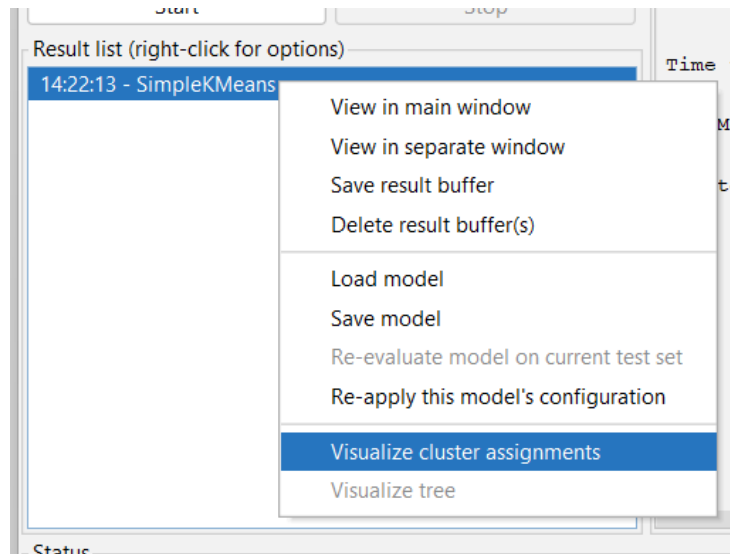 Start
Stop
Result list (right-click for options)
14:22:13 - SimpleKMeans
Time
View in main window
View in separate window
Save result buffer
Delete result buffer(s)
Load model
Save model
Re-evaluate model on current test set
Re-apply this model's configuration
Visualize cluster assignments
Visualize tree
Status